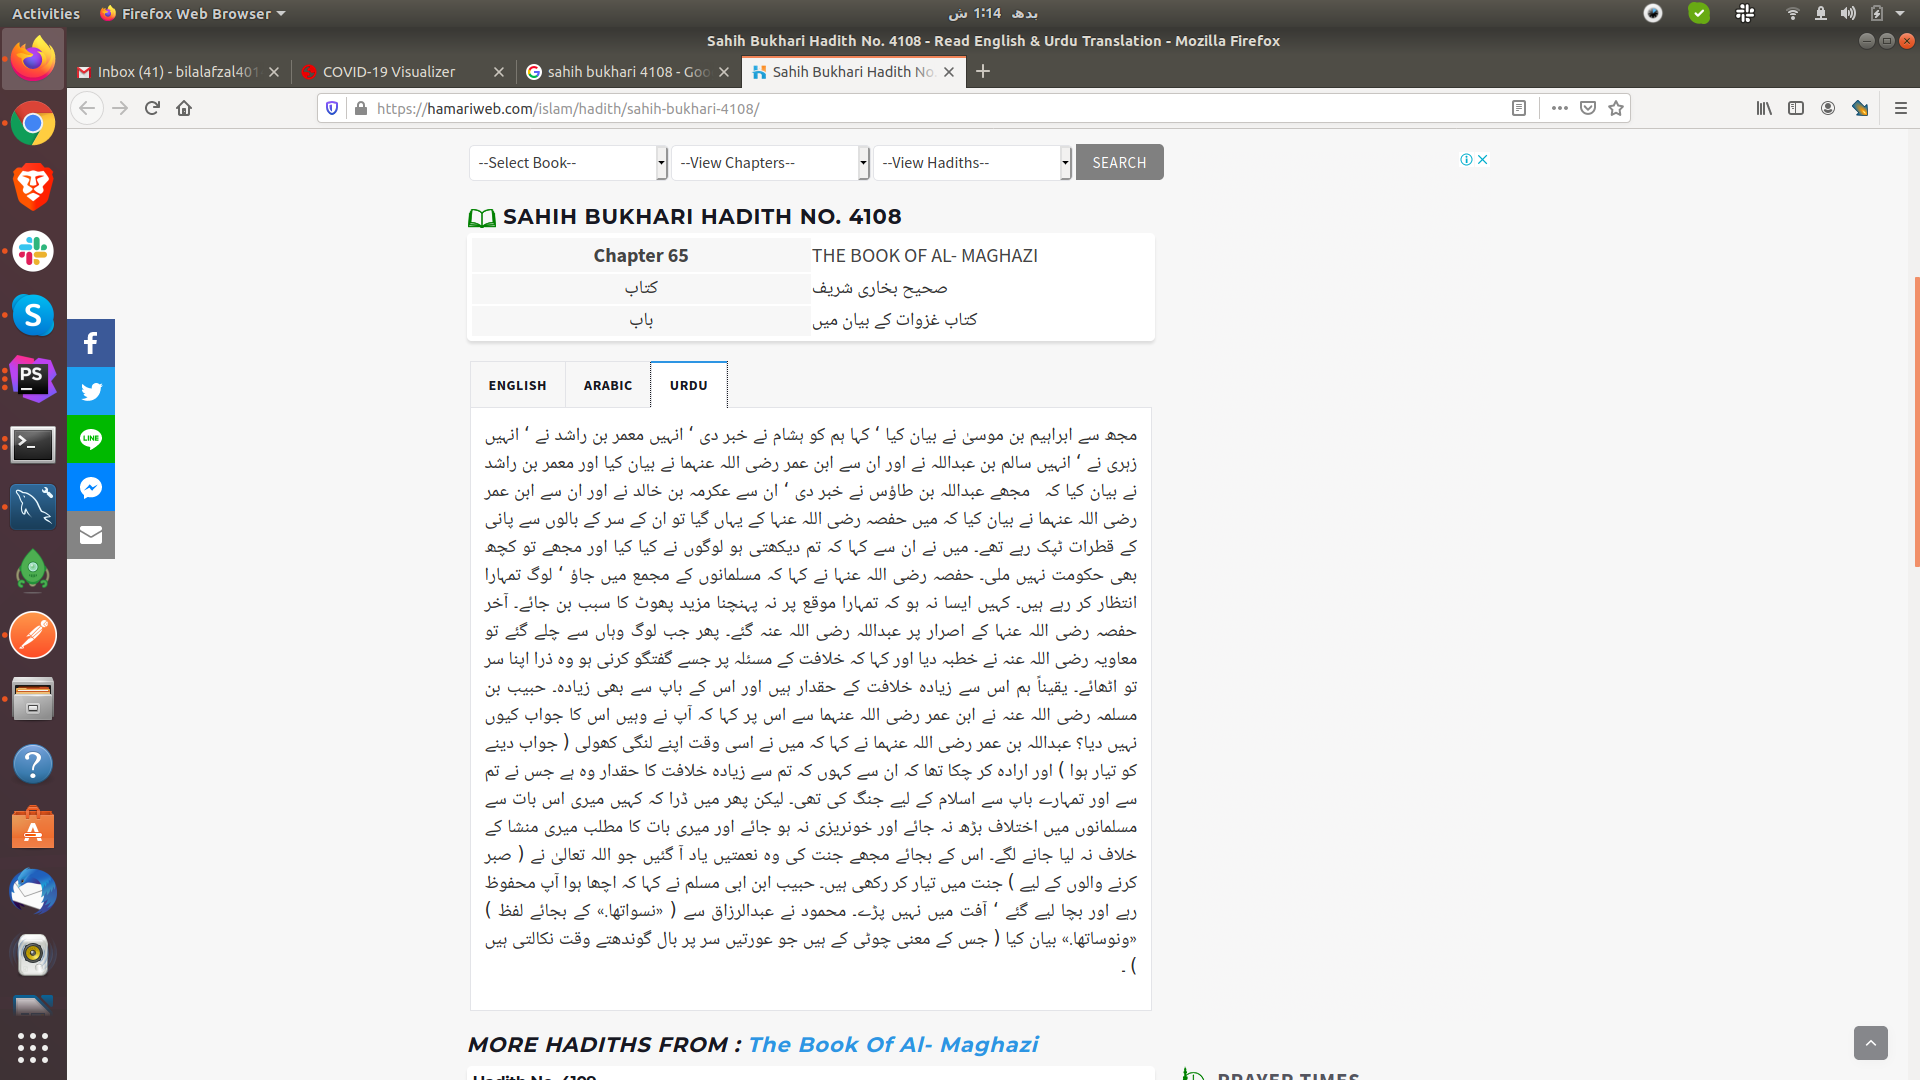 Activities
Firefox Web Browser
بدھ 1:14 ش
Sahih Bukhari Hadith No. 4108 - Read English & Urdu Translation - Mozilla Firefox
Inbox (41) - bilalafzal401
COVID-19 Visualizer
sahih bukhari 4108 - Goo
Sahih Bukhari Hadith No.
https://hamariweb.com/islam/hadith/sahih-bukhari-4108/
--Select Book--
--View Chapters--
--View Hadiths--
SEARCH
SAHIH BUKHARI HADITH NO. 4108
Chapter 65
THE BOOK OF AL- MAGHAZI
کتاب
صحیح بخاری شریف
باب
کتاب غزوات کے بیان میں
ENGLISH
ARABIC
URDU
مجھ سے ابراہیم بن موسیٰ نے بیان کیا ‘ کہا ہم کو ہشام نے خبر دی ‘ انہیں معمر بن راشد نے ‘ انہیں
زہری نے ‘ انہیں سالم بن عبداللہ نے اور ان سے ابن عمر رضی اللہ عنہما نے بیان کیا اور معمر بن راشد
نے بیان کیا کہ مجھے عبداللہ بن طاؤس نے خبر دی ‘ ان سے عکرمہ بن خالد نے اور ان سے ابن عمر
رضی اللہ عنہما نے بیان کیا کہ میں حفصہ رضی اللہ عنہا کے یہاں گیا تو ان کے سر کے بالوں سے پانی
کے قطرات ٹپک رہے تھے۔ میں نے ان سے کہا کہ تم دیکھتی ہو لوگوں نے کیا کیا اور مجھے تو کچھ
بھی حکومت نہیں ملی۔ حفصہ رضی اللہ عنہا نے کہا کہ مسلمانوں کے مجمع میں جاؤ ‘ لوگ تمہارا
انتظار کر رہے ہیں۔ کہیں ایسا نہ ہو کہ تمہارا موقع پر نہ پہنچنا مزید پھوٹ کا سبب بن جائے۔ آخر
حفصہ رضی اللہ عنہا کے اصرار پر عبداللہ رضی اللہ عنہ گئے۔ پھر جب لوگ وہاں سے چلے گئے تو
معاویہ رضی اللہ عنہ نے خطبہ دیا اور کہا کہ خلافت کے مسئلہ پر جسے گفتگو کرنی ہو وہ ذرا اپنا سر
تو اٹھائے۔ یقیناً ہم اس سے زیادہ خلافت کے حقدار ہیں اور اس کے باپ سے بھی زیادہ۔ حبیب بن
مسلمہ رضی اللہ عنہ نے ابن عمر رضی اللہ عنہما سے اس پر کہا کہ آپ نے وہیں اس کا جواب کیوں
نہیں دیا؟ عبداللہ بن عمر رضی اللہ عنہما نے کہا کہ میں نے اسی وقت اپنے لنگی کھولی ( جواب دینے
کو تیار ہوا ) اور ارادہ کر چکا تھا کہ ان سے کہوں کہ تم سے زیادہ خلافت کا حقدار وہ ہے جس نے تم
سے اور تمہارے باپ سے اسلام کے لیے جنگ کی تھی۔ لیکن پھر میں ڈرا کہ کہیں میری اس بات سے
مسلمانوں میں اختلاف بڑھ نہ جائے اور خونریزی نہ ہو جائے اور میری بات کا مطلب میری منشا کے
خلاف نہ لیا جانے لگے۔ اس کے بجائے مجھے جنت کی وہ نعمتیں یاد آ گئیں جو اللہ تعالیٰ نے ( صبر
کرنے والوں کے لیے ) جنت میں تیار کر رکھی ہیں۔ حبیب ابن ابی مسلم نے کہا کہ اچھا ہوا آپ محفوظ
رہے اور بچا لیے گئے ‘ آفت میں نہیں پڑے۔ محمود نے عبدالرزاق سے ( «نسواتها‏.‏» کے بجائے لفظ )
«ونوساتها‏.‏» بیان کیا ( جس کے معنی چوٹی کے ہیں جو عورتیں سر پر بال گوندھتے وقت نکالتی ہیں
) ۔
MORE HADITHS FROM : The Book Of Al- Maghazi
Hadith No. 4109
PRAYER TIMES